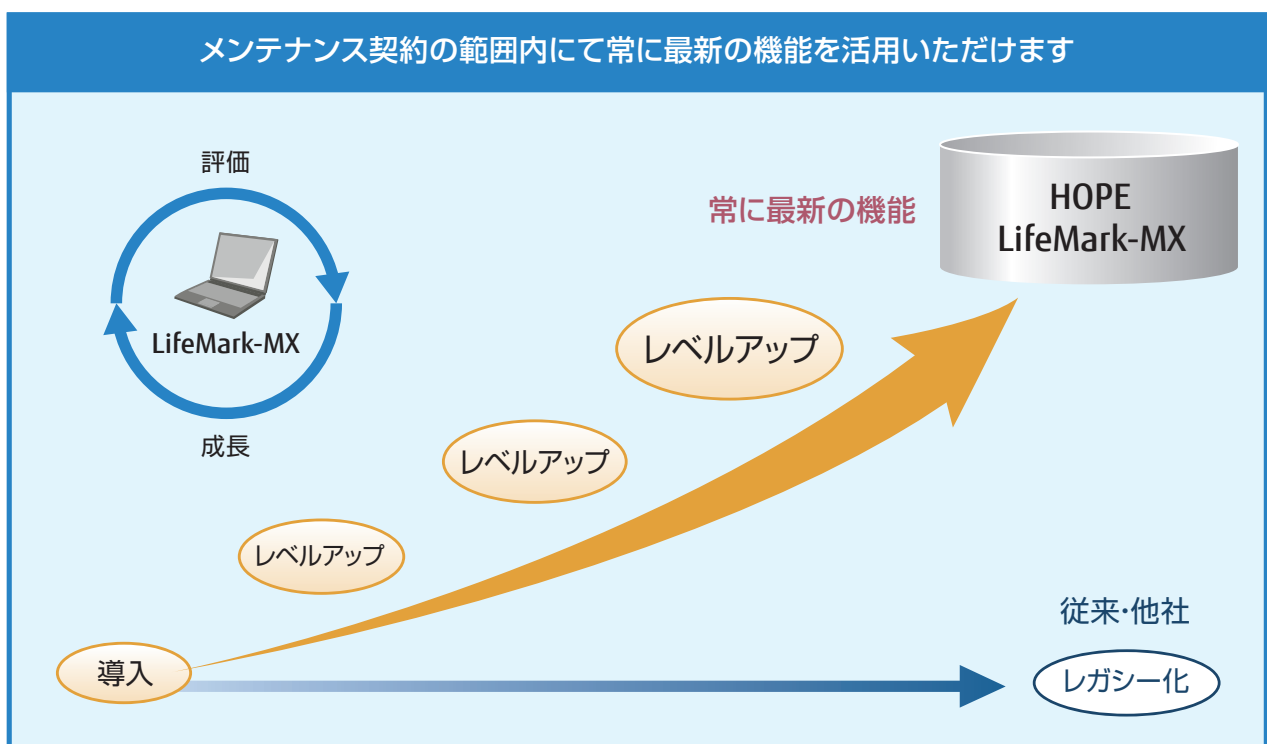 メンテナンス契約の範囲内にて常に最新の機能を活用いただけます
評価
LifeMark-MX
成長
常に最新の機能
HOPE
LifeMark-MX
レベルアップ
レベルアップ
レベルアップ
導入
従来・他社
レガシー化